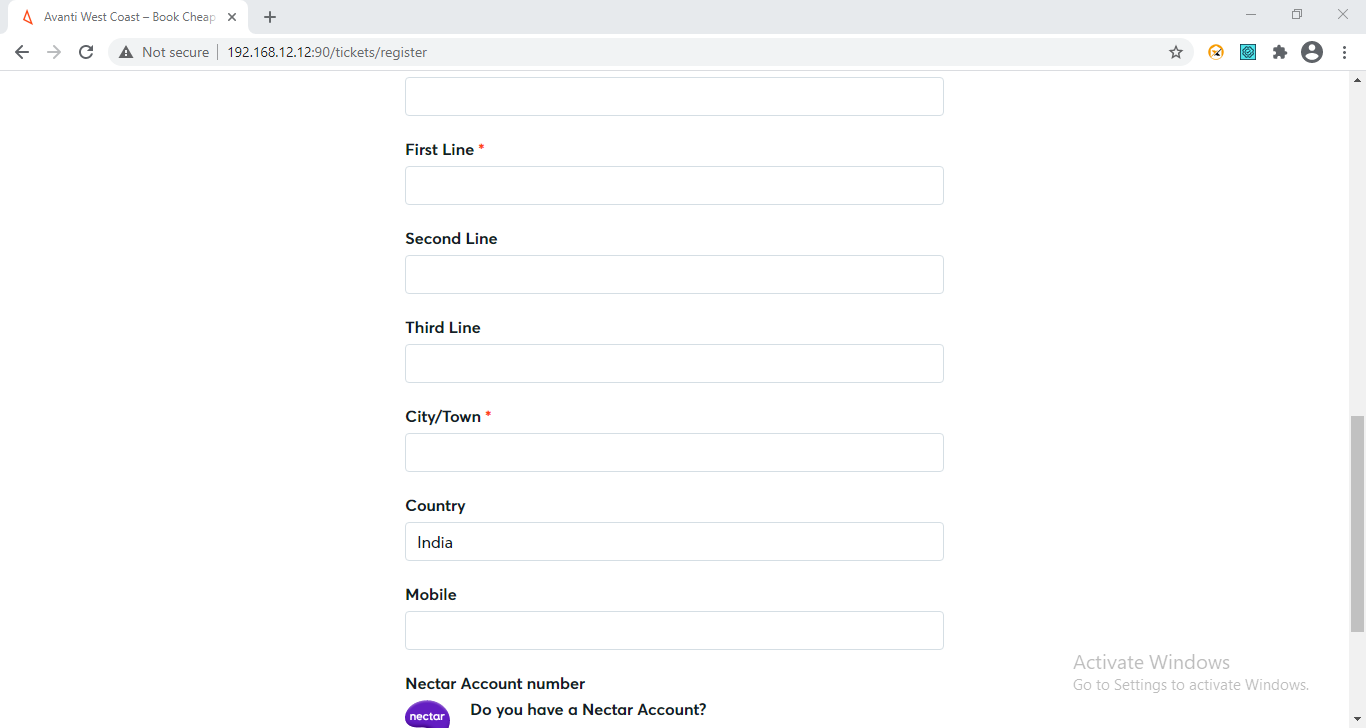 Avanti West Coast – Book Cheap
Not secure
192.168.12.12:90/tickets/register
First Line *
Second Line
Third Line
City/Town *
Country
India
Mobile
Nectar Account number
nectar
Do you have a Nectar Account?
Activate Windows
Go to Settings to activate Windows.